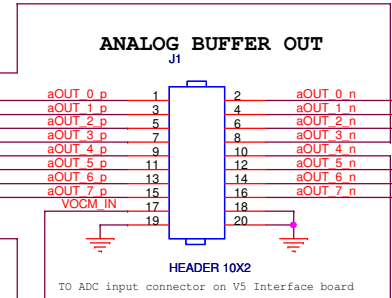 ANALOG BUFFER OUT
J1
aOUT_0_p 1 2 aOUT_0_n
aOUT_1_p 3 4 aOUT_1_n
aOUT_2_p 5 6 aOUT_2_n
aOUT_3_p 7 8 aOUT_3_n
aOUT_4_p 9 10 aOUT_4_n
aOUT_5_p 11 12 aOUT_5_n
aOUT_6_p 13 14 aOUT_6_n
aOUT_7_p 15 16 aOUT_7_n
VOCM_IN 17 18
19 20
HEADER 10X2
TO ADC input connector on V5 Interface board